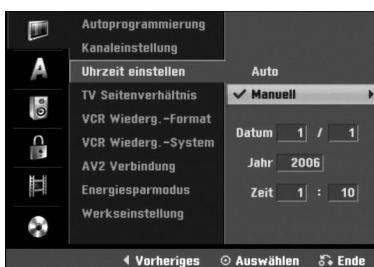 Autoprogrammierung
Kanaleinstellung
Uhrzeit einstellen
TV Seitenverhältnis
VCR Wiederg.-Format
VCR Wiederg.-System
AV2 Verbindung
Energiesparmodus
Werkseinstellung
Auto
✓ Manuell
Datum 1 / 1
Jahr 2006
Zeit 1 : 10
A
Vorheriges Auswählen Ende